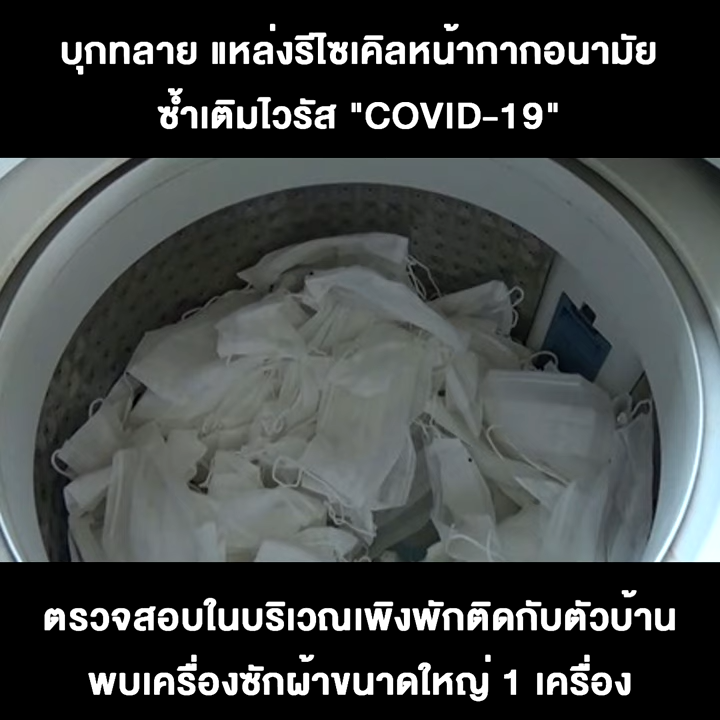 บุกทลาย แหล่งรีไซเคิลหน้ากากอนามัย
ซ้ำเติมไวรัส "COVID-19"
ตรวจสอบในบริเวณเพิงพักติดกับตัวบ้าน
พบเครื่องซักผ้าขนาดใหญ่ 1 เครื่อง